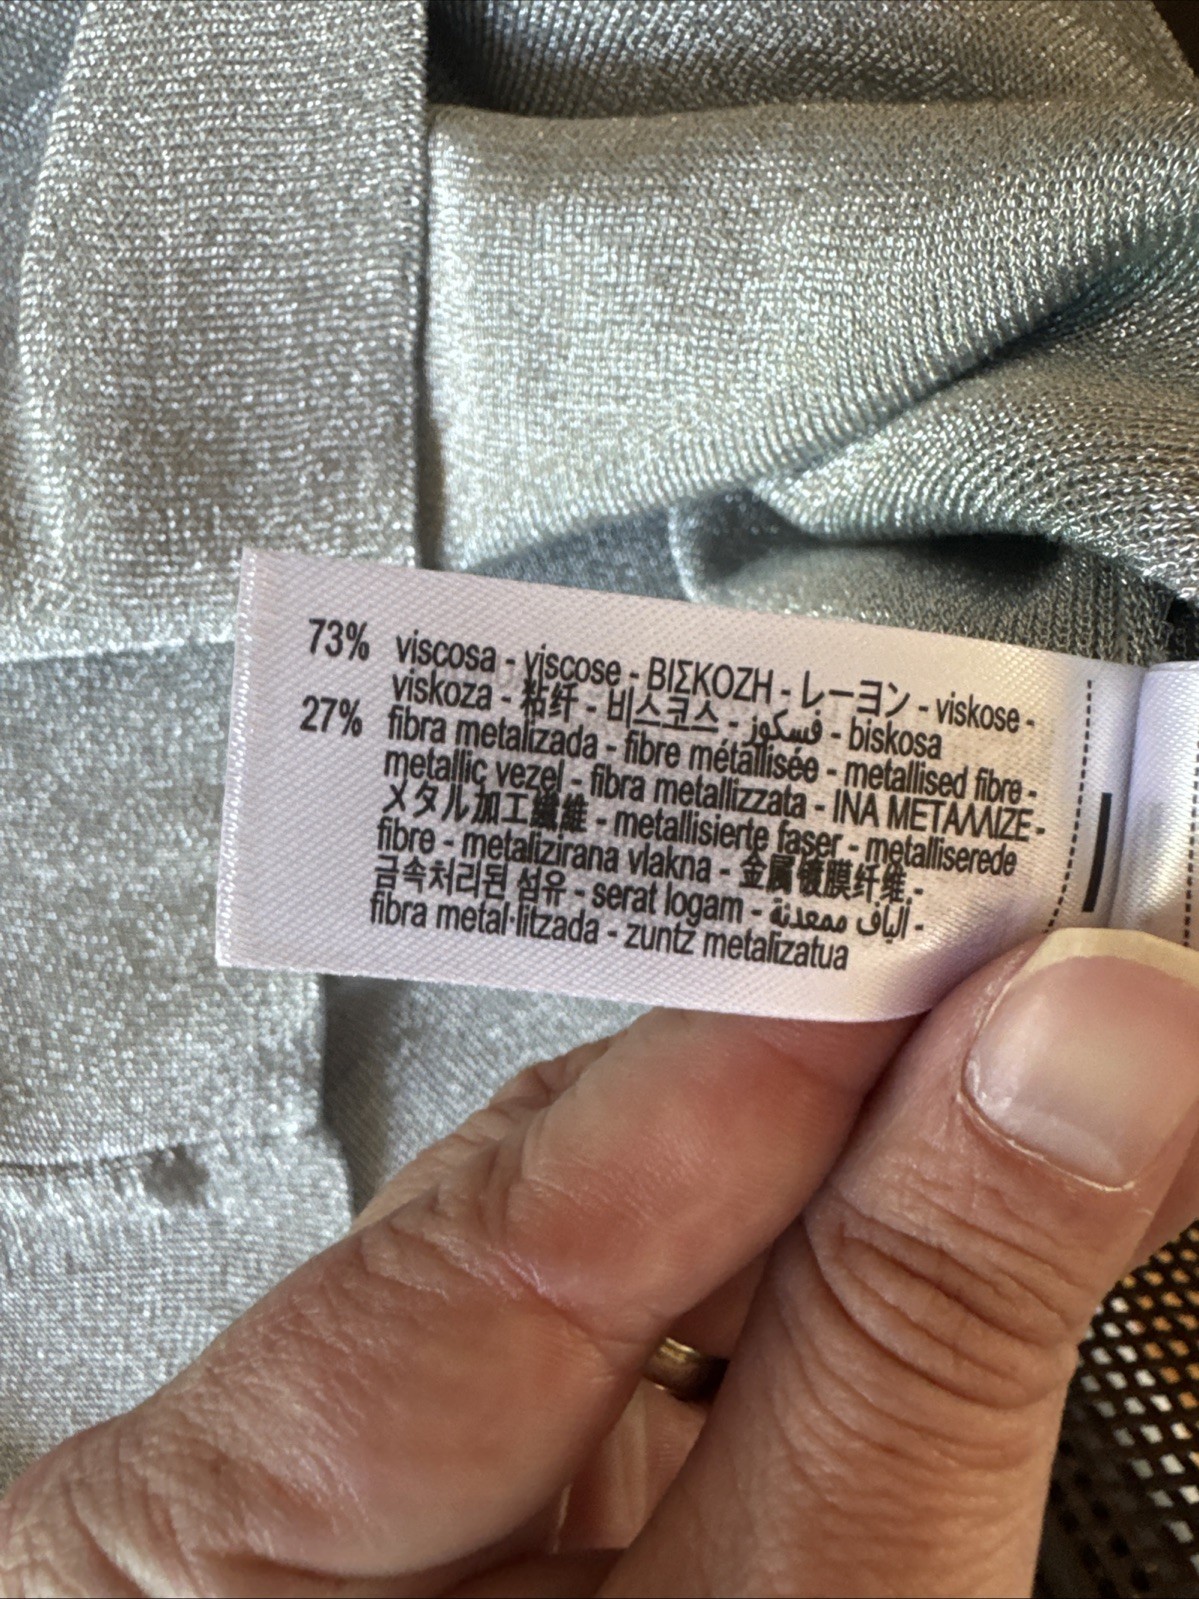 73% viscosa - viscose - ΒΙΣΚΟΖΗ - レーヨン - viskose -
viskoza - 粘纤 - 비스코스 - فسكوز - biskosa
27% fibra metalizada - fibre métallisée - metallised fibre -
metallic vezel - fibra metallizzata - ΙΝΑ ΜΕΤΑΛΛΙΖΕ -
メタル加工繊維 - metallisierte faser - metalliserede
fibre - metalizirana vlakna - 金属镀膜纤维 -
금속처리된 섬유 - serat logam - ألياف ممعدنة -
fibra metal·litzada - zuntz metalizatua